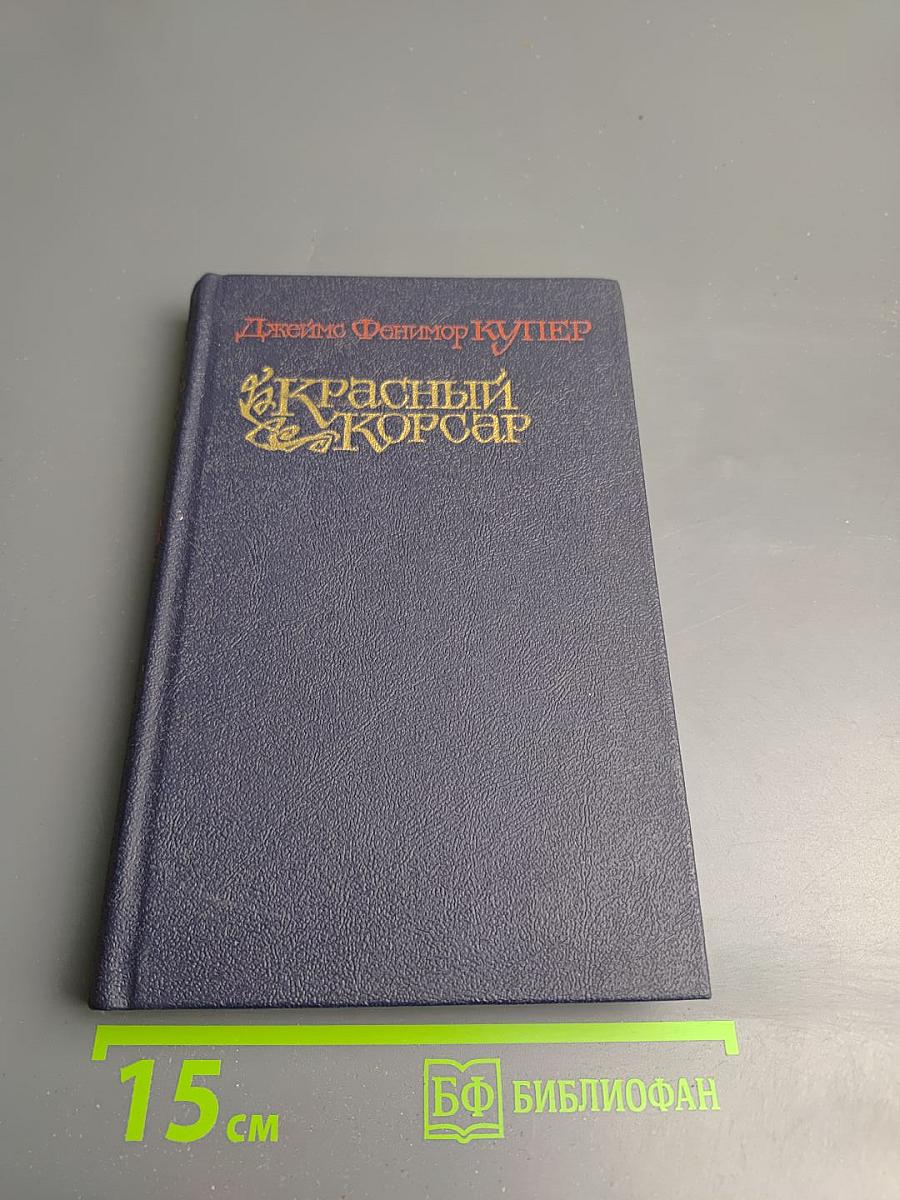 Джеймс Фенимор КУПЕР
Красный
Корсар
15 см
БФ БИБЛИОФАН